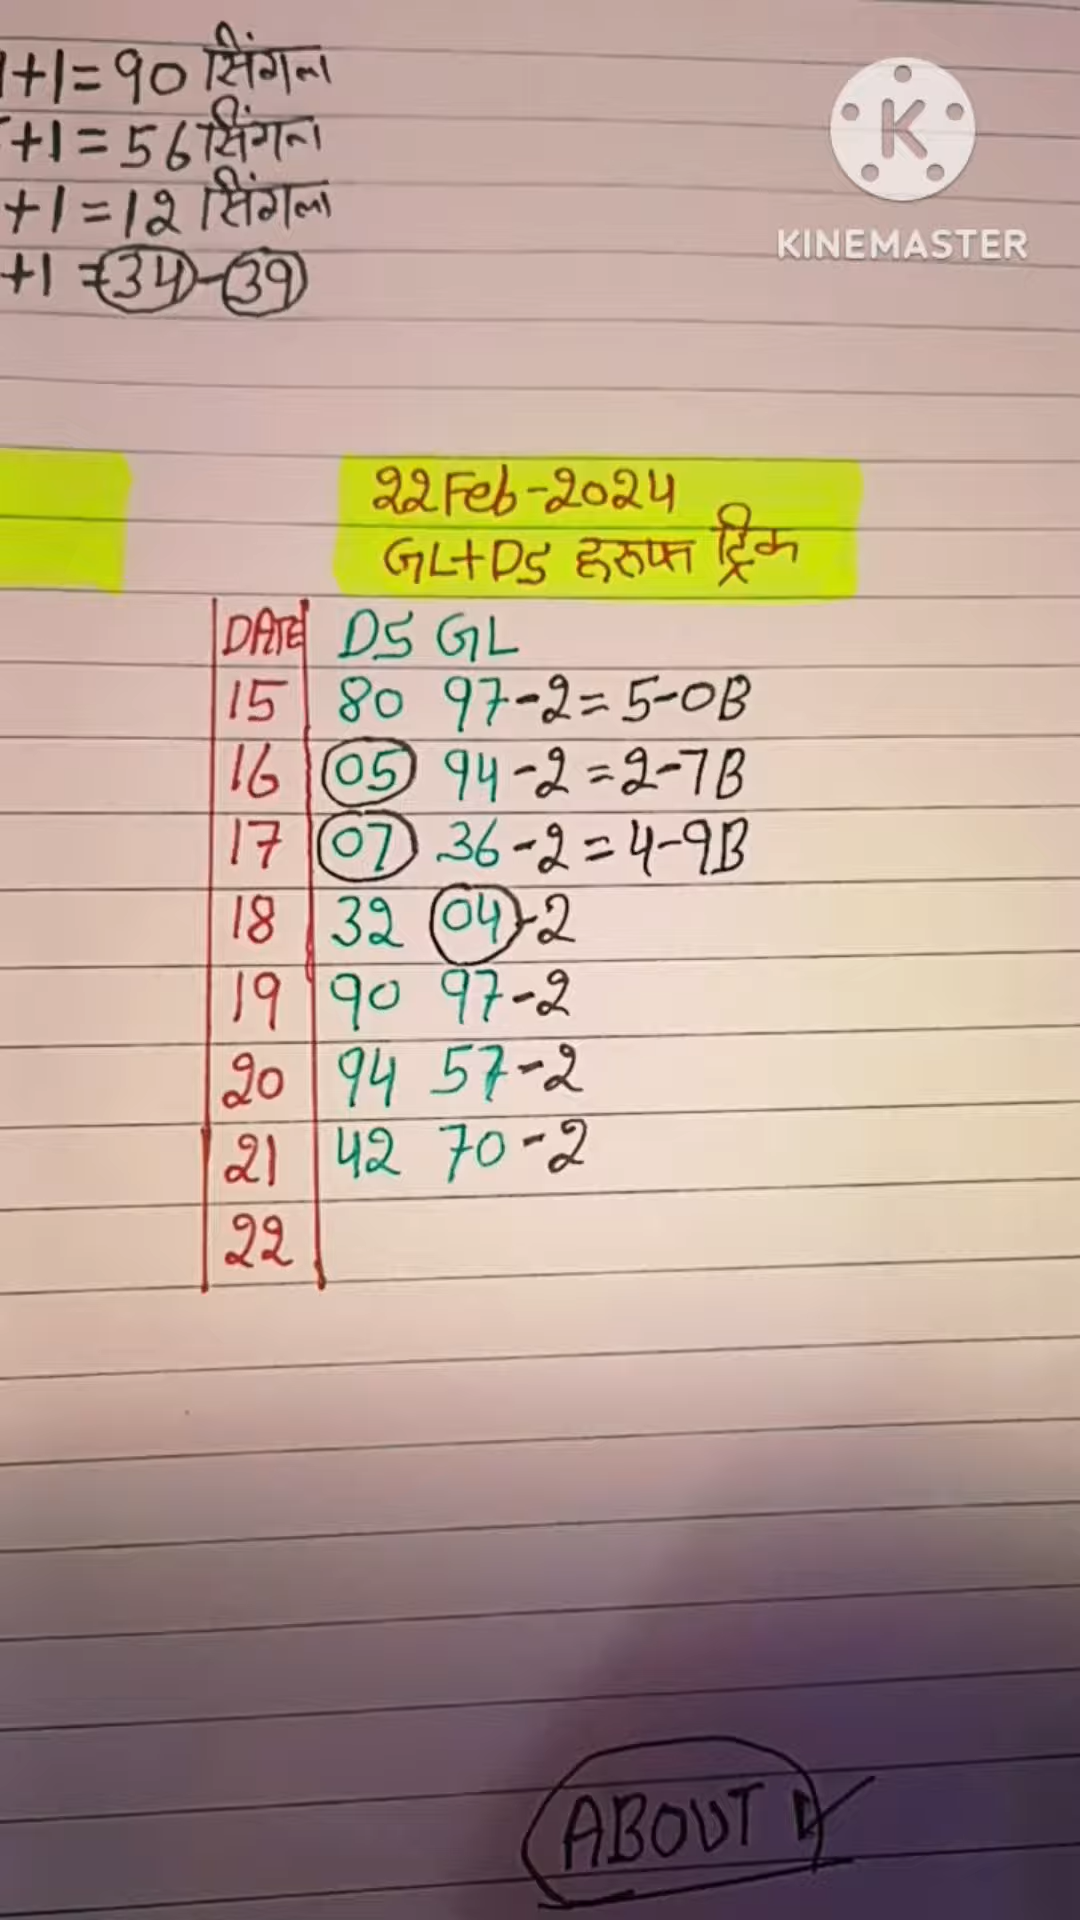 1+1=90 सिंगल
+1=56 सिंगल
+1=12 सिंगल
+1=34-39
KINEMASTER
22Feb-2024
GL+DS हरूफ ट्रिक
DATE DS GL
15 80 97-2=5-0B
16 05 94-2=2-7B
17 07 36-2=4-9B
18 32 04-2
19 90 97-2
20 94 57-2
21 42 70-2
22
ABOUT